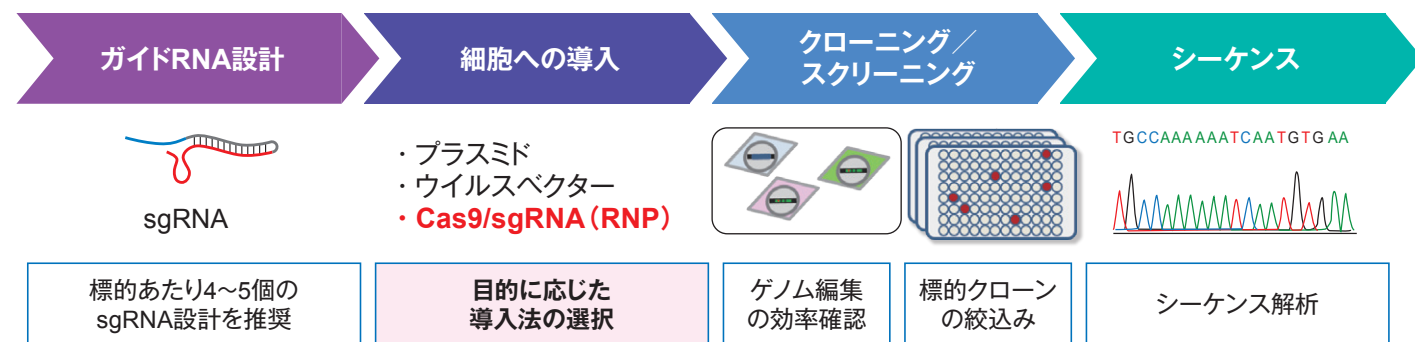 ガイドRNA設計
細胞への導入
クローニング／
スクリーニング
シーケンス
sgRNA
・プラスミド
・ウイルスベクター
・Cas9/sgRNA（RNP）
TGCCAAAAAATCAATGTGAA
標的あたり4～5個の
sgRNA設計を推奨
目的に応じた
導入法の選択
ゲノム編集
の効率確認
標的クローン
の絞込み
シーケンス解析